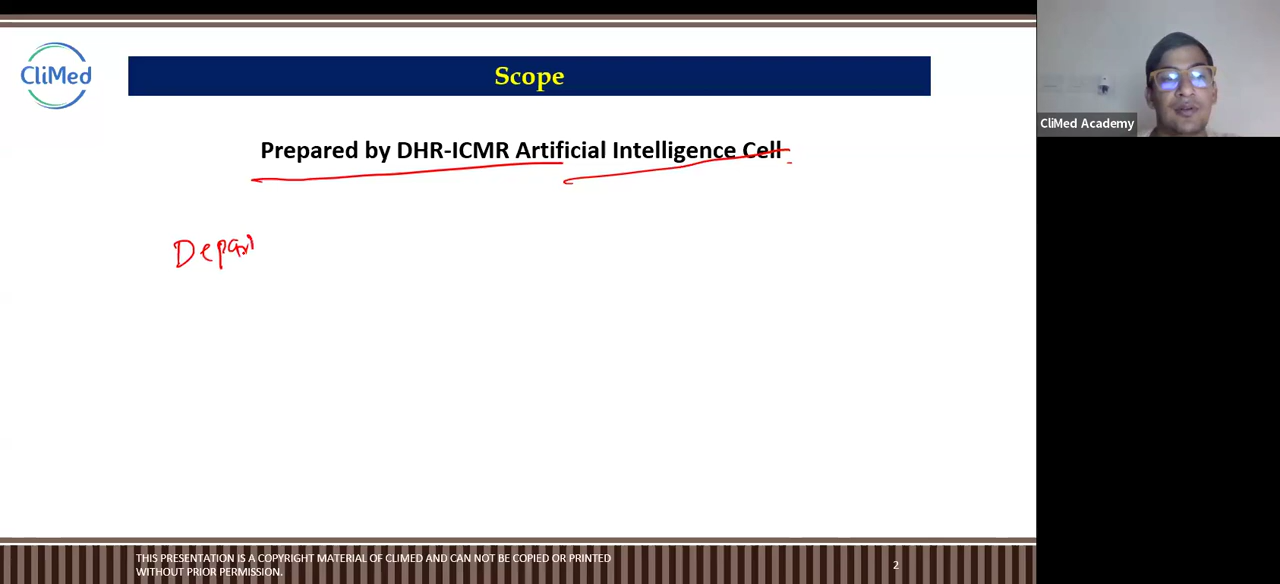 CliMed
Scope
Prepared by DHR-ICMR Artificial Intelligence Cell
Depart
CliMed Academy
THIS PRESENTATION IS A COPYRIGHT MATERIAL OF CLIMED AND CAN NOT BE COPIED OR PRINTED
WITHOUT PRIOR PERMISSION.
2